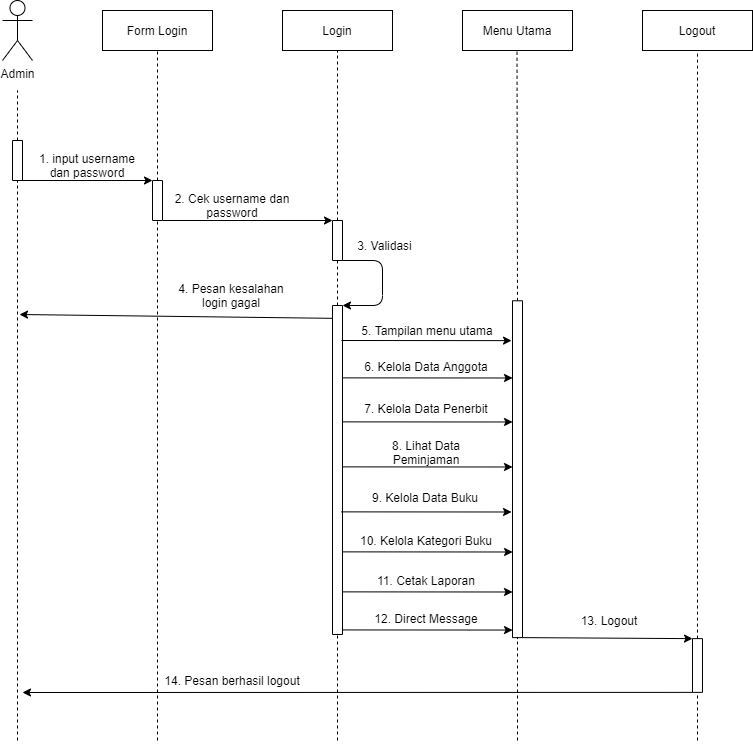 Form Login
Login
Menu Utama
Logout
Admin
1. input username
dan password
2. Cek username dan
password
3. Validasi
4. Pesan kesalahan
login gagal
5. Tampilan menu utama
6. Kelola Data Anggota
7. Kelola Data Penerbit
8. Lihat Data
Peminjaman
9. Kelola Data Buku
10. Kelola Kategori Buku
11. Cetak Laporan
12. Direct Message
13. Logout
14. Pesan berhasil logout